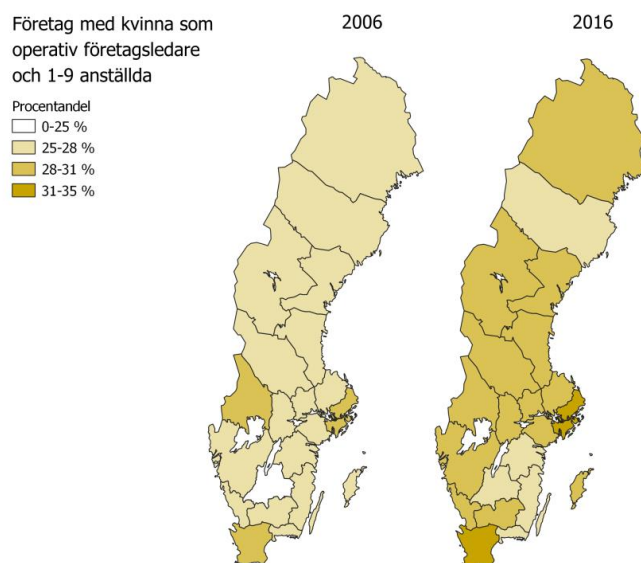 Företag med kvinna som
operativ företagsledare
och 1-9 anställda
Procentandel
0-25 %
25-28 %
28-31 %
31-35 %
2006
2016